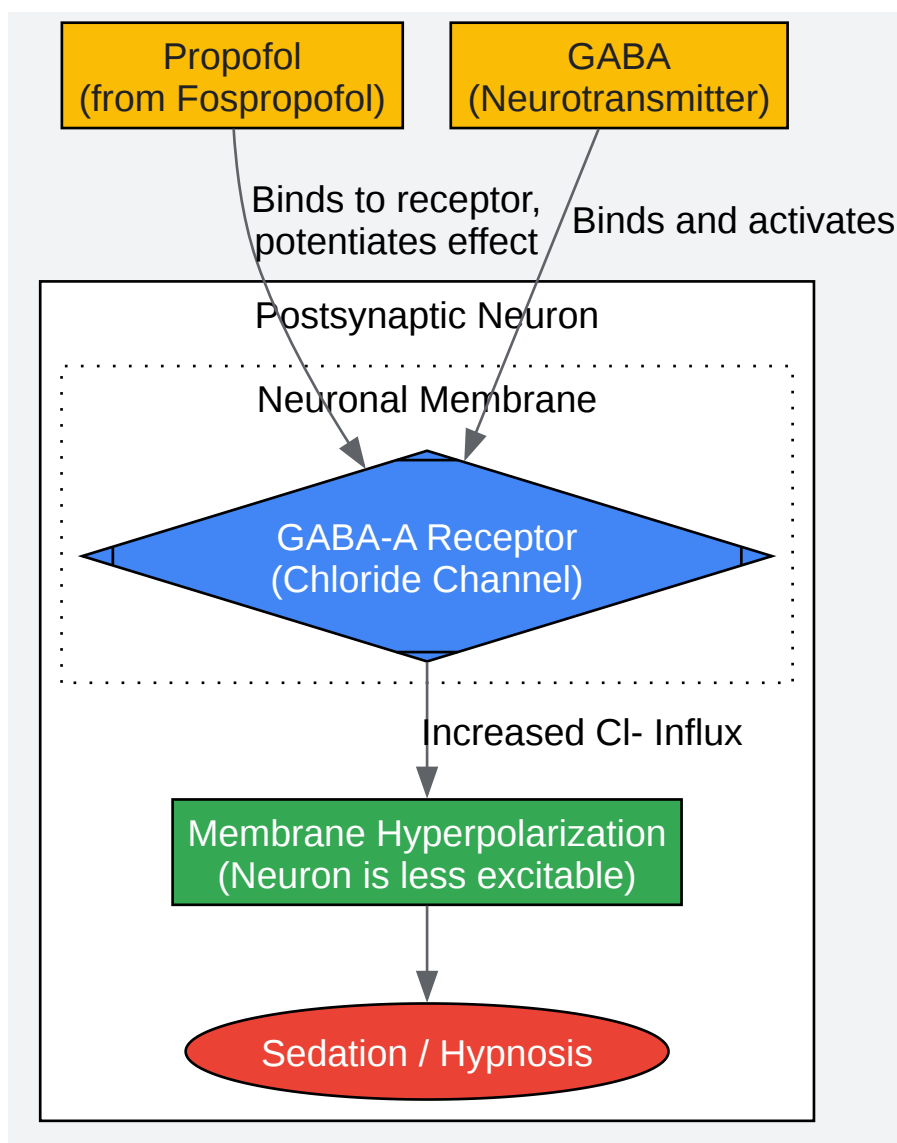 Propofol
(from Fospropofol)
GABA
(Neurotransmitter)
Binds to receptor,
potentiates effect
Binds and activates
Postsynaptic Neuron
Neuronal Membrane
GABA-A Receptor
(Chloride Channel)
Increased Cl- Influx
Membrane Hyperpolarization
(Neuron is less excitable)
Sedation / Hypnosis